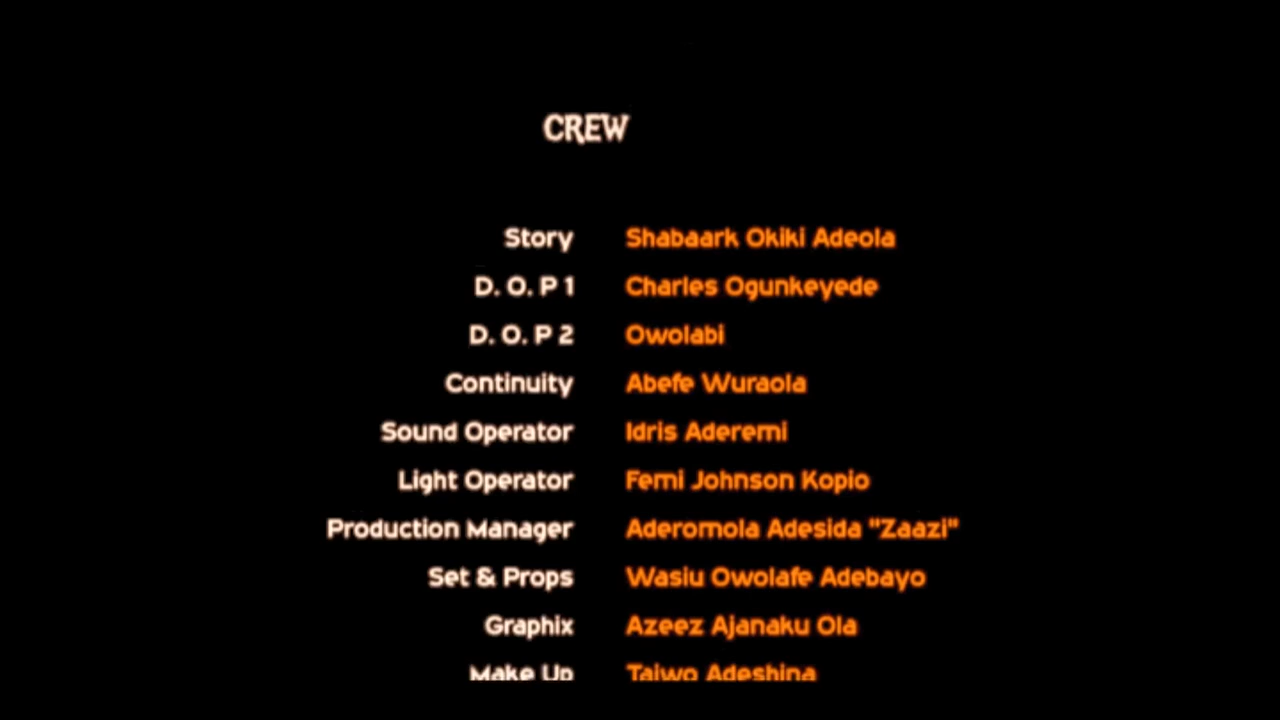 CREW
Story Shabaark Okiki Adeola
D. O. P 1 Charles Ogunkeyede
D. O. P 2 Owolabi
Continuity Abefe Wuraola
Sound Operator Idris Aderemi
Light Operator Femi Johnson Kopio
Production Manager Aderomola Adesida "Zaazi"
Set & Props Wasiu Owolafe Adebayo
Graphix Azeez Ajanaku Ola
Make Up Taiwo Adeshina